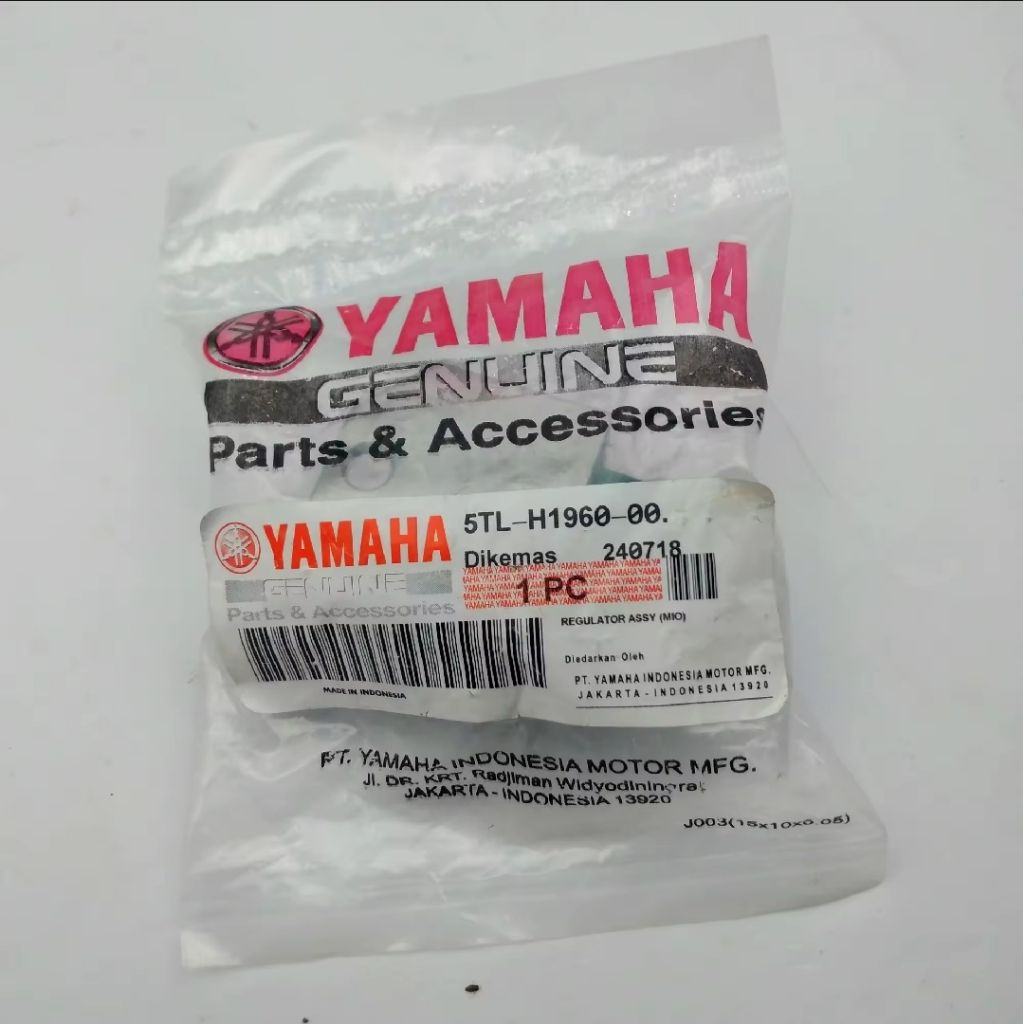 YAMAHA
GENUINE
Parts & Accessories
YAMAHA
GENUINE
Parts & Accessories
MADE IN INDONESIA
5TL-H1960-00.
Dikemas 240718
1 PC
REGULATOR ASSY (MIO)
Diedarkan Oleh
PT. YAMAHA INDONESIA MOTOR MFG.
JAKARTA - INDONESIA 13920
PT. YAMAHA INDONESIA MOTOR MFG.
Jl. DR. KRT. Radjiman Widyodiningrat
JAKARTA - INDONESIA 13920
J003(15x10x0.05)